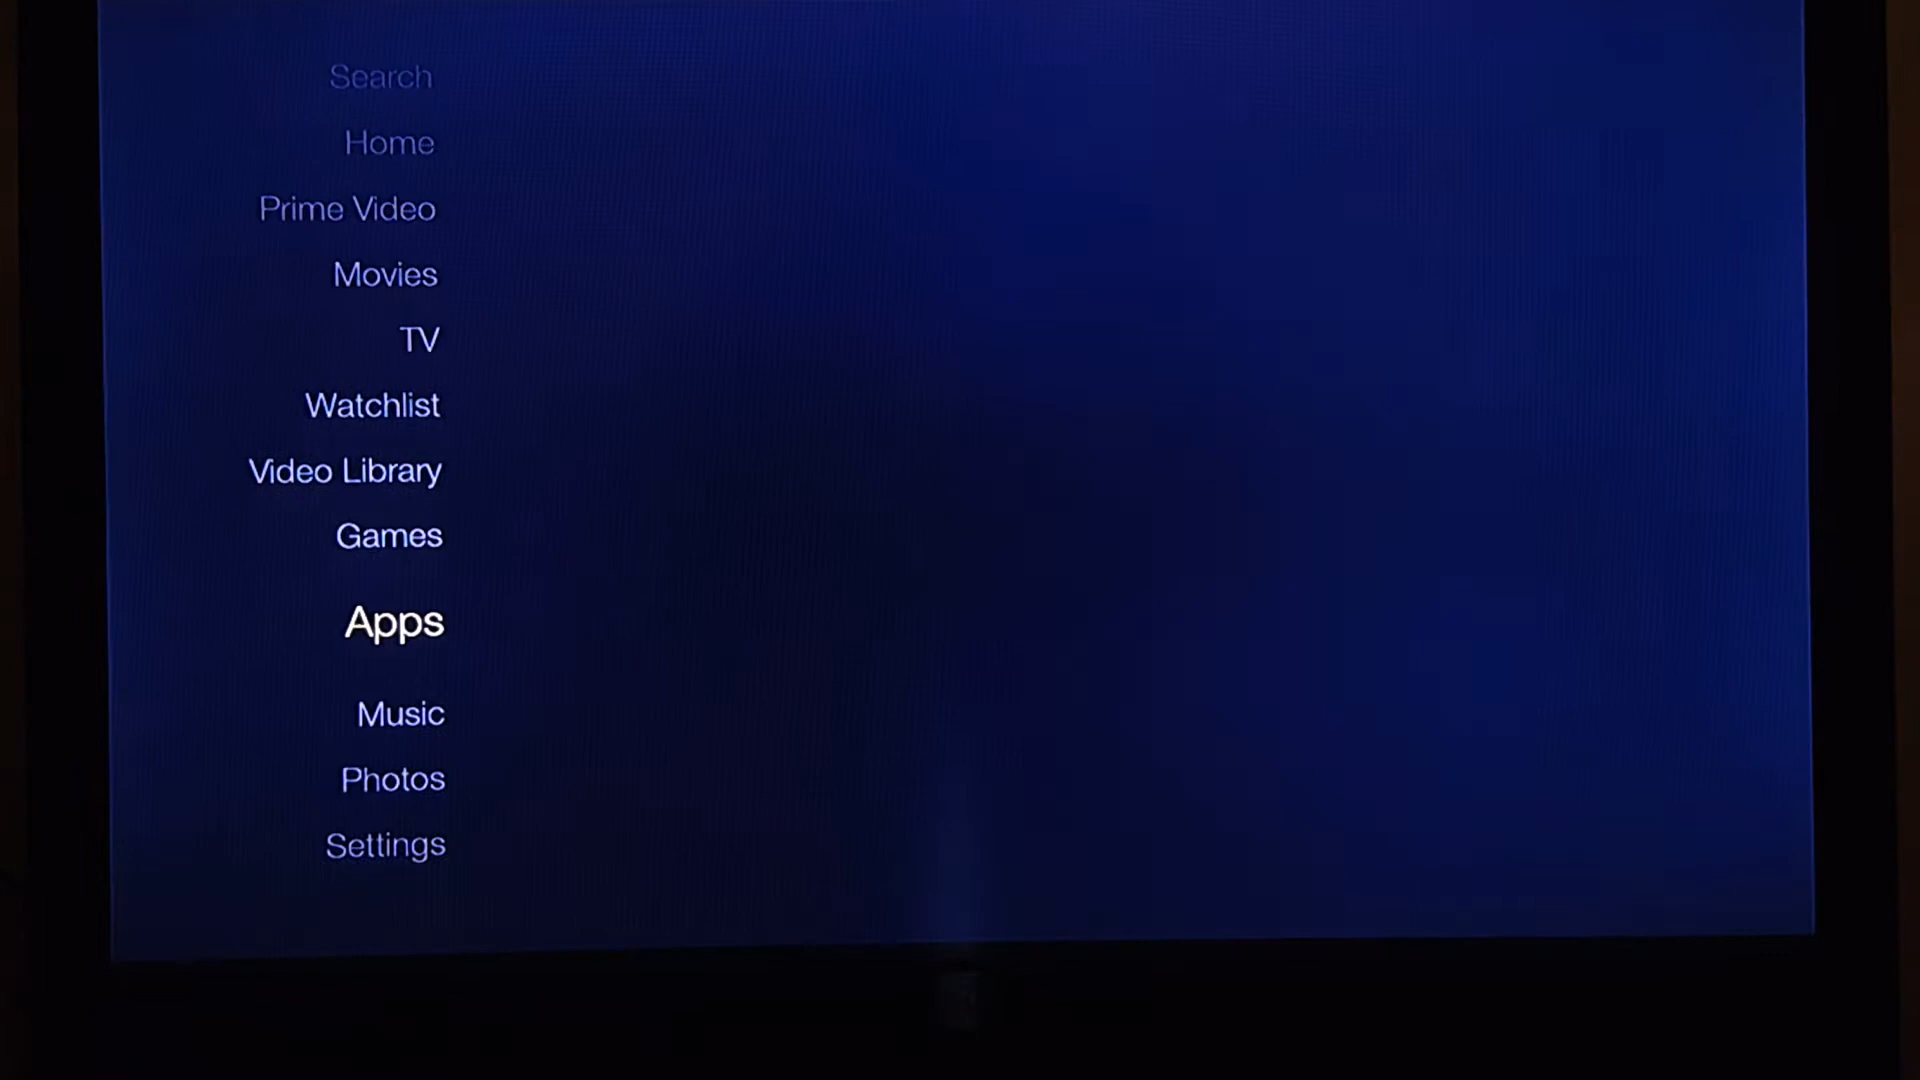 Search
Home
Prime Video
Movies
TV
Watchlist
Video Library
Games
Apps
Music
Photos
Settings